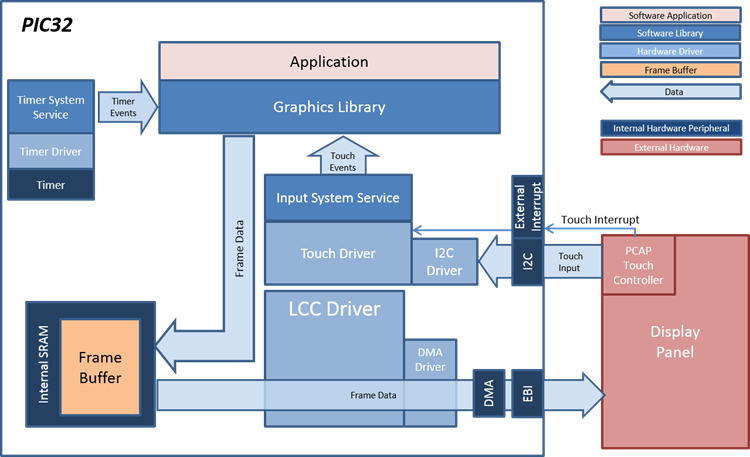 PIC32
Application
Graphics Library
Timer System
Service
Timer Driver
Timer
Timer
Events
Touch
Events
Input System Service
Touch Driver
I2C
Driver
External
Interrupt
I2C
Touch Interrupt
Touch
Input
PCAP
Touch
Controller
Display
Panel
Frame Data
Internal SRAM
Frame
Buffer
LCC Driver
DMA
Driver
Frame Data
DMA
EBI
Software Application
Software Library
Hardware Driver
Frame Buffer
Data
Internal Hardware Peripheral
External Hardware